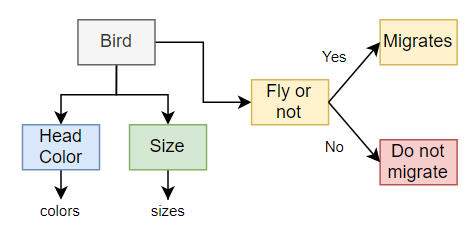 Bird
Yes
Migrates
Fly or
not
No
Head
Color
Size
Do not
migrate
colors
sizes